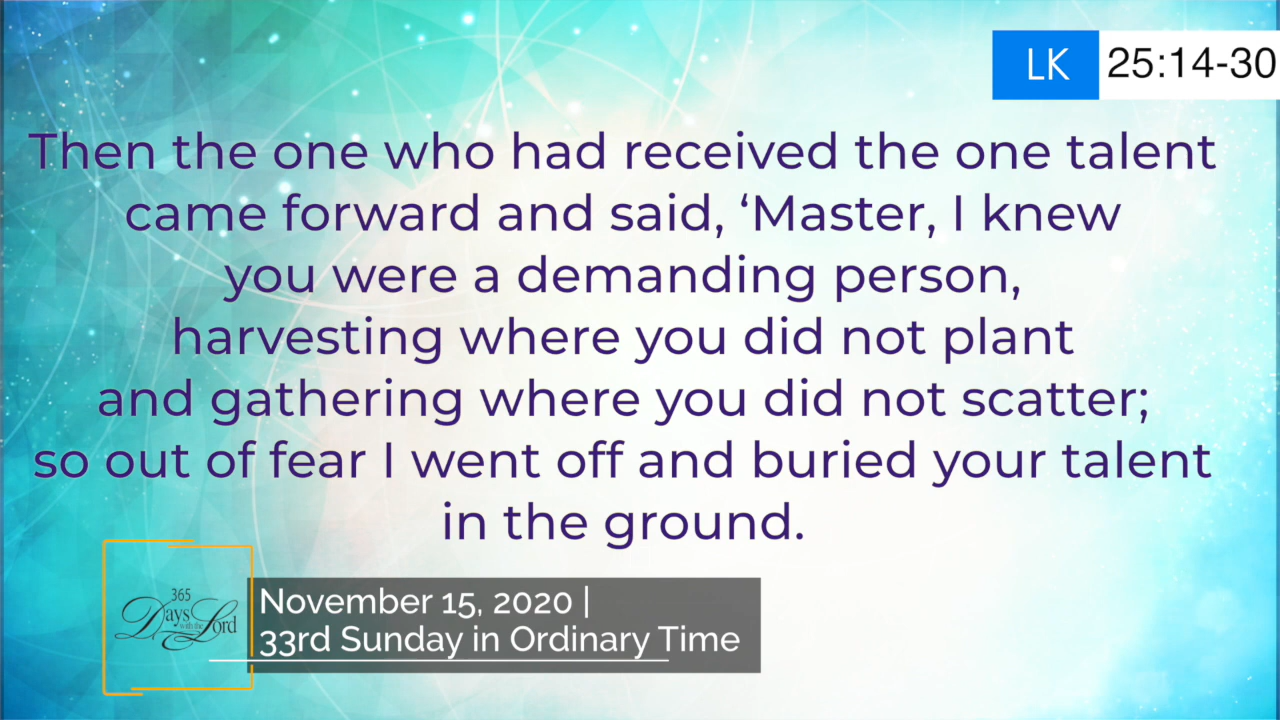 LK 25:14-30
Then the one who had received the one talent
came forward and said, ‘Master, I knew
you were a demanding person,
harvesting where you did not plant
and gathering where you did not scatter;
so out of fear I went off and buried your talent
in the ground.
365
Days with the Lord
November 15, 2020 |
33rd Sunday in Ordinary Time